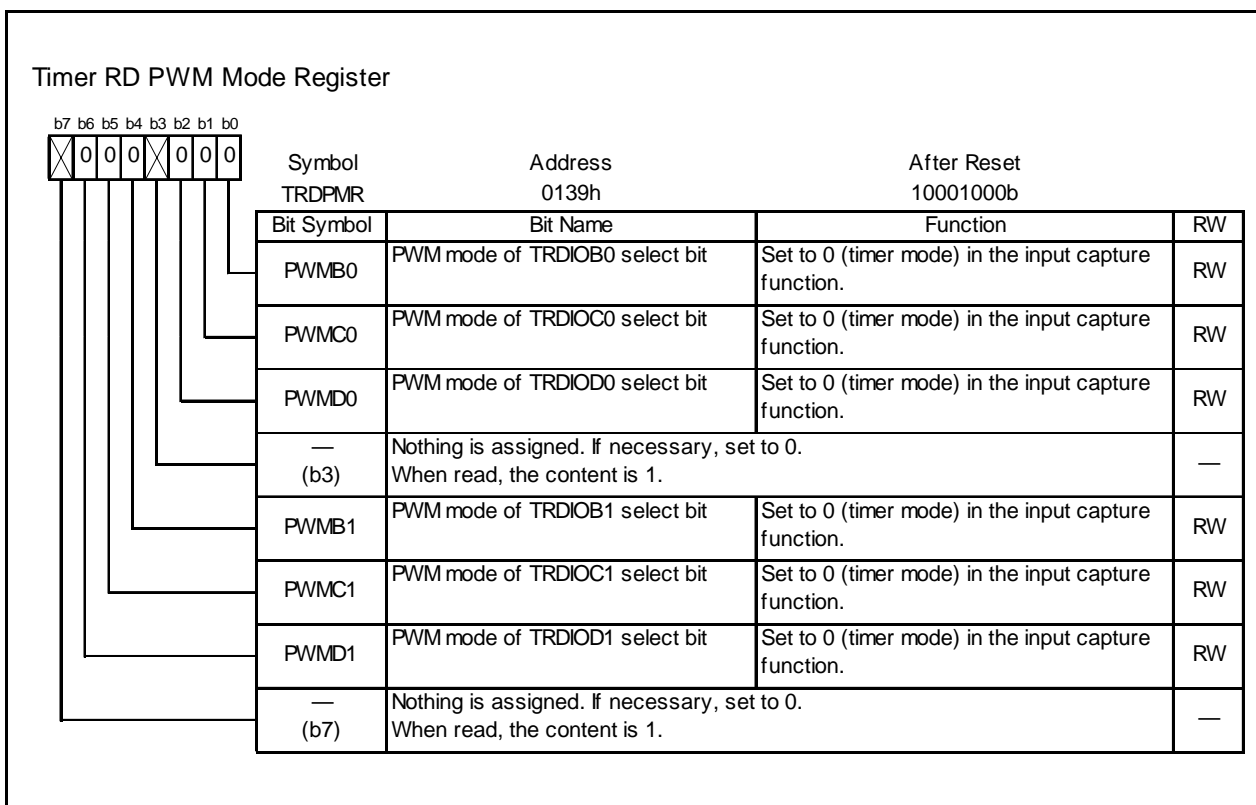 Timer RD PWM Mode Register
b7 b6 b5 b4 b3 b2 b1 b0
0 0 0 0 0 0
Symbol Address After Reset
TRDPMR 0139h 10001000b
Bit Symbol Bit Name Function RW
PWMB0 PWM mode of TRDIOB0 select bit Set to 0 (timer mode) in the input capture function. RW
PWMC0 PWM mode of TRDIOC0 select bit Set to 0 (timer mode) in the input capture function. RW
PWMD0 PWM mode of TRDIOD0 select bit Set to 0 (timer mode) in the input capture function. RW
— Nothing is assigned. If necessary, set to 0.
(b3) When read, the content is 1. —
PWMB1 PWM mode of TRDIOB1 select bit Set to 0 (timer mode) in the input capture function. RW
PWMC1 PWM mode of TRDIOC1 select bit Set to 0 (timer mode) in the input capture function. RW
PWMD1 PWM mode of TRDIOD1 select bit Set to 0 (timer mode) in the input capture function. RW
— Nothing is assigned. If necessary, set to 0.
(b7) When read, the content is 1. —